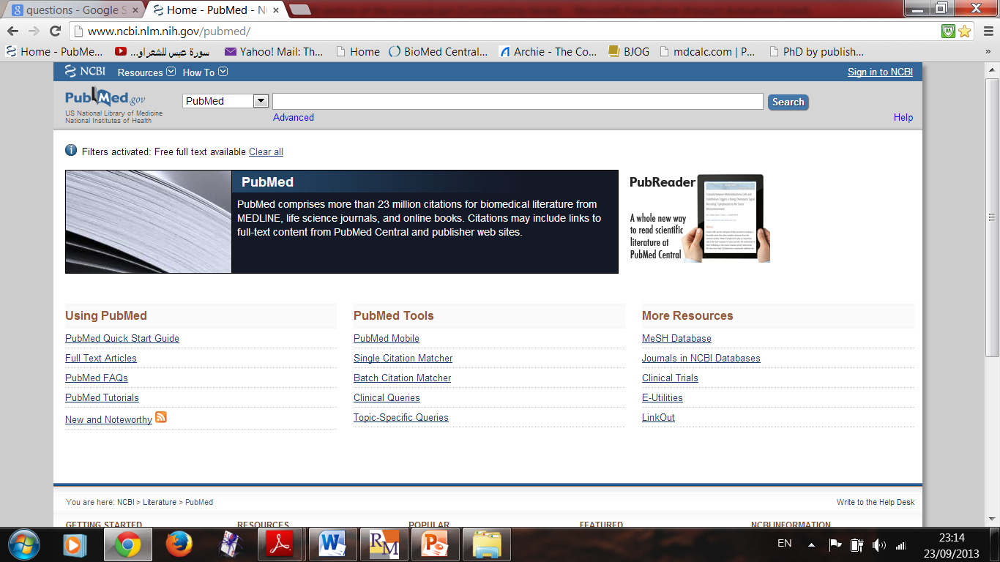 questions - Google S
Home - PubMed - N
www.ncbi.nlm.nih.gov/pubmed/
Home - PubMe...
سورة عبس للشعراو...
Yahoo! Mail: Th...
Home
BioMed Central...
Archie - The Co...
BJOG
mdcalc.com | P...
PhD by publish...
»
NCBI
Resources
How To
Sign in to NCBI
PubMed.gov
US National Library of Medicine
National Institutes of Health
PubMed
Search
Advanced
Help
Filters activated: Free full text available Clear all
PubMed
PubMed comprises more than 23 million citations for biomedical literature from
MEDLINE, life science journals, and online books. Citations may include links to
full-text content from PubMed Central and publisher web sites.
PubReader
A whole new way
to read scientific
literature at
PubMed Central
Using PubMed
PubMed Quick Start Guide
Full Text Articles
PubMed FAQs
PubMed Tutorials
New and Noteworthy
PubMed Tools
PubMed Mobile
Single Citation Matcher
Batch Citation Matcher
Clinical Queries
Topic-Specific Queries
More Resources
MeSH Database
Journals in NCBI Databases
Clinical Trials
E-Utilities
LinkOut
You are here: NCBI > Literature > PubMed
Write to the Help Desk
GETTING STARTED
RESOURCES
POPULAR
FEATURED
NCBI INFORMATION
EN
23:14
23/09/2013